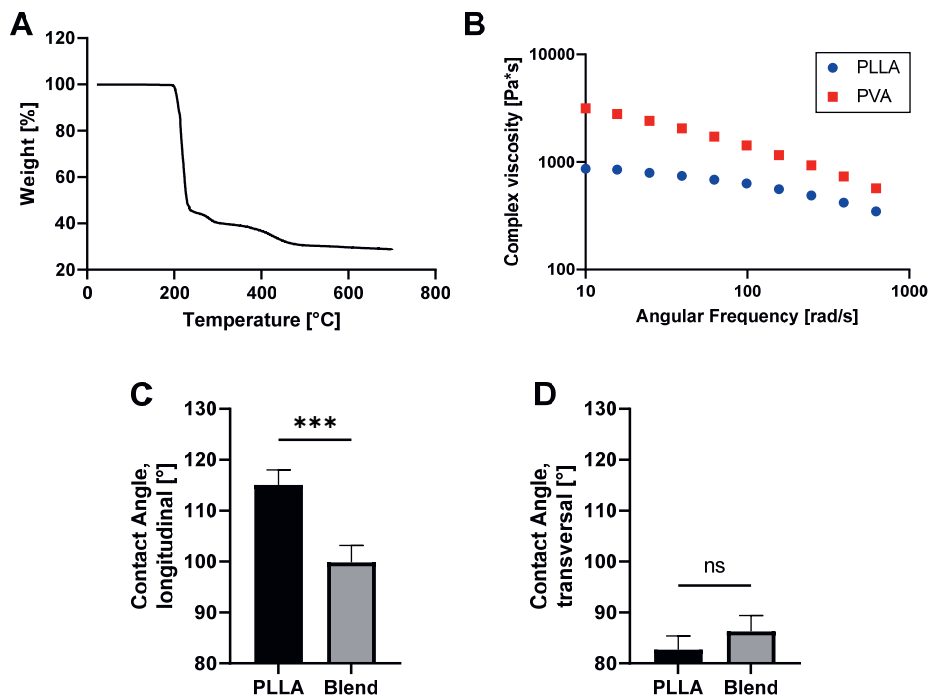 A
Weight [%]
120
100
80
60
40
20
0
200
400
600
800
Temperature [°C]
B
Complex viscosity [Pa*s]
10000
1000
100
10
100
1000
Angular Frequency [rad/s]
PLLA
PVA
C
Contact Angle,
longitudinal [°]
130
120
110
100
90
80
***
PLLA
Blend
D
Contact Angle,
transversal [°]
130
120
110
100
90
80
ns
PLLA
Blend